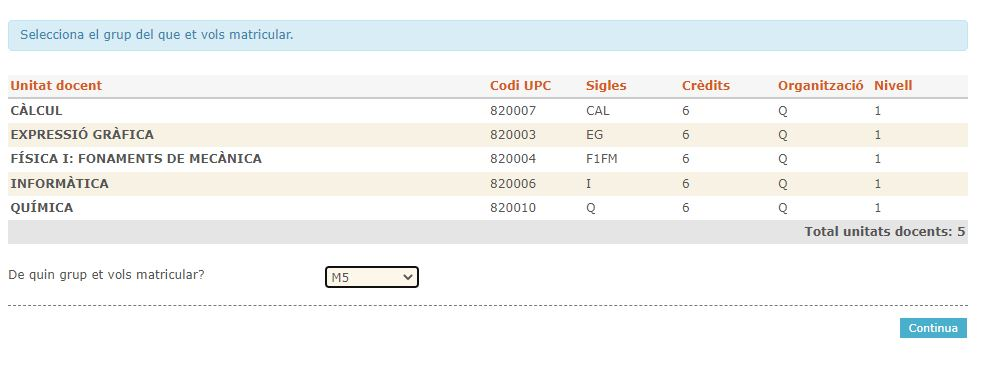 Selecciona el grup del que et vols matricular.
Unitat docent Codi UPC Sigles Crèdits Organització Nivell
CÀLCUL 820007 CAL 6 Q 1
EXPRESSIÓ GRÀFICA 820003 EG 6 Q 1
FÍSICA I: FONAMENTS DE MECÀNICA 820004 F1FM 6 Q 1
INFORMÀTICA 820006 I 6 Q 1
QUÍMICA 820010 Q 6 Q 1
Total unitats docents: 5
De quin grup et vols matricular? M5
Continua